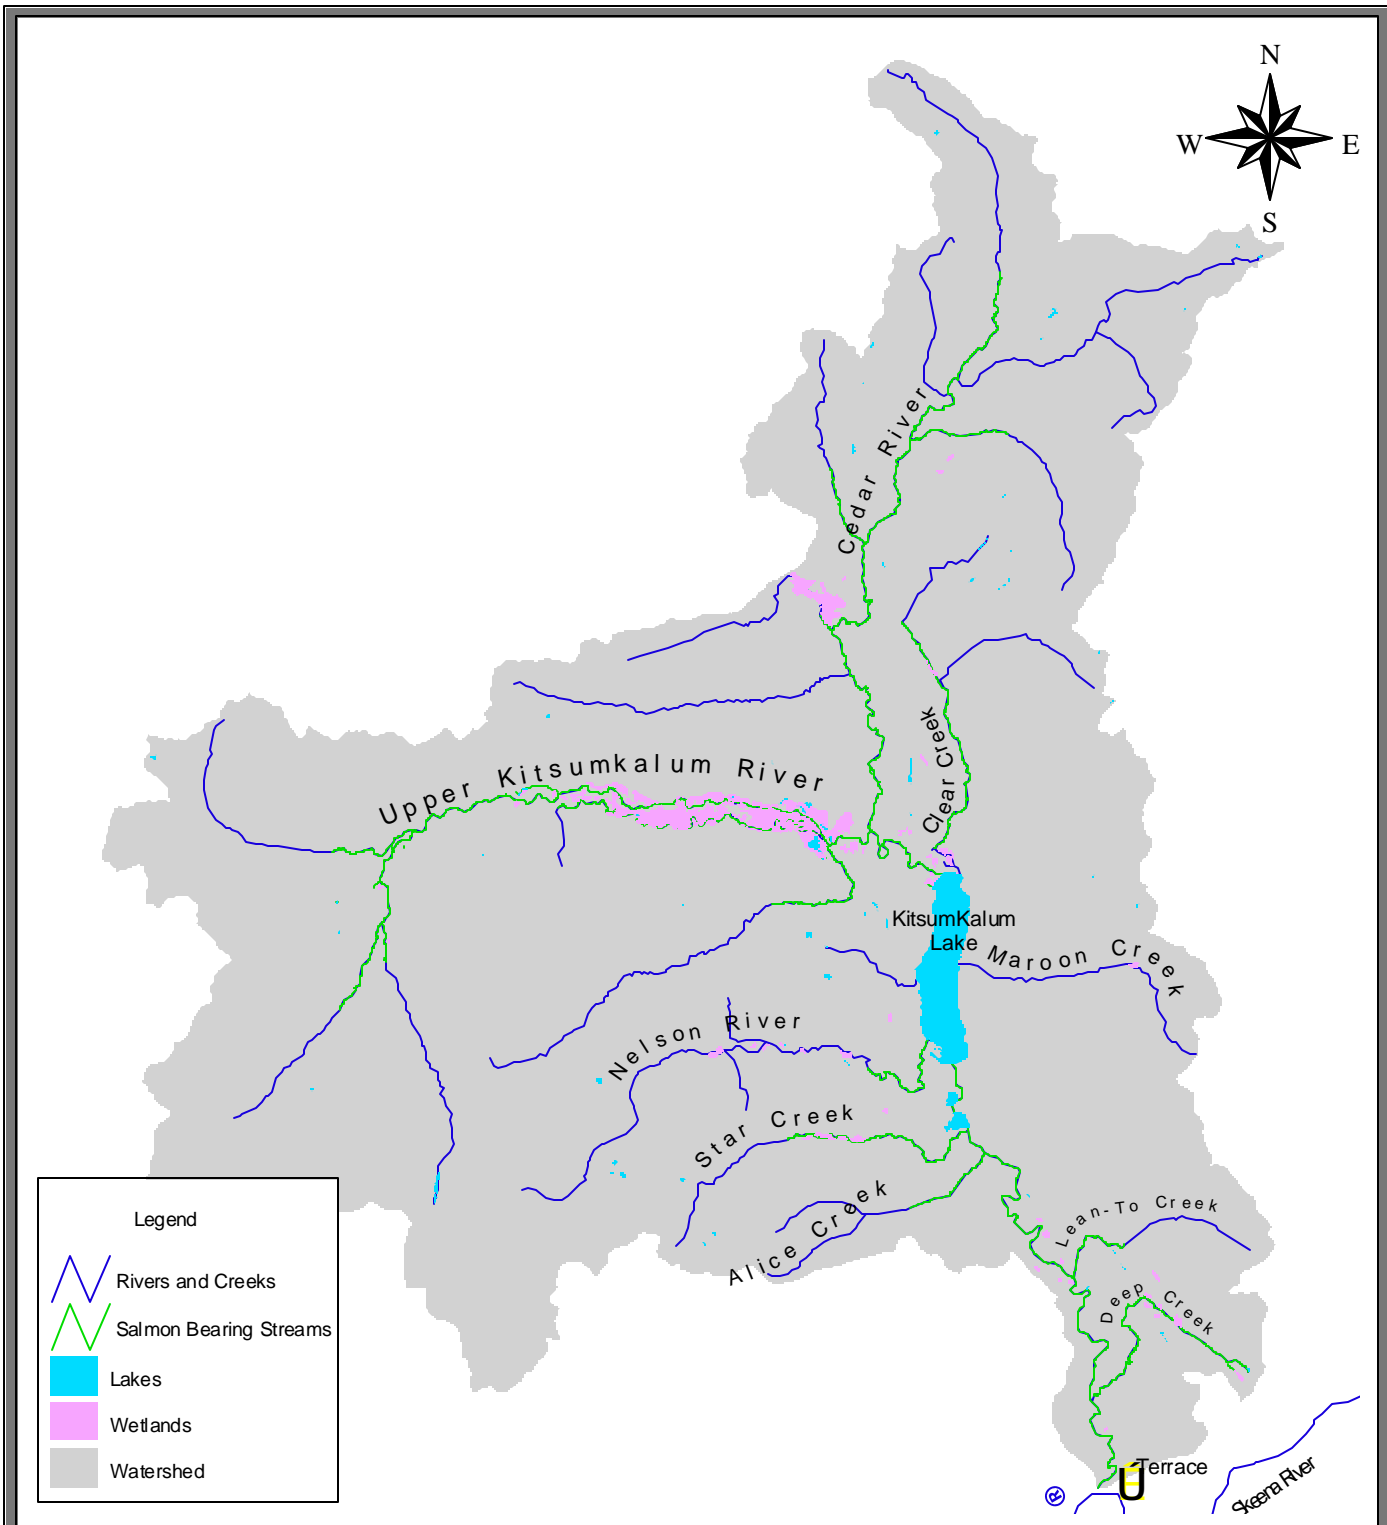 N
W E
S
Cedar River
Clear Creek
Upper Kitsumkalum River
KitsumKalum
Lake
Maroon Creek
Nelson River
Star Creek
Alice Creek
Lean-To Creek
Deep Creek
Legend
Rivers and Creeks
Salmon Bearing Streams
Lakes
Wetlands
Watershed
Terrace
Skeena River
®
Ú